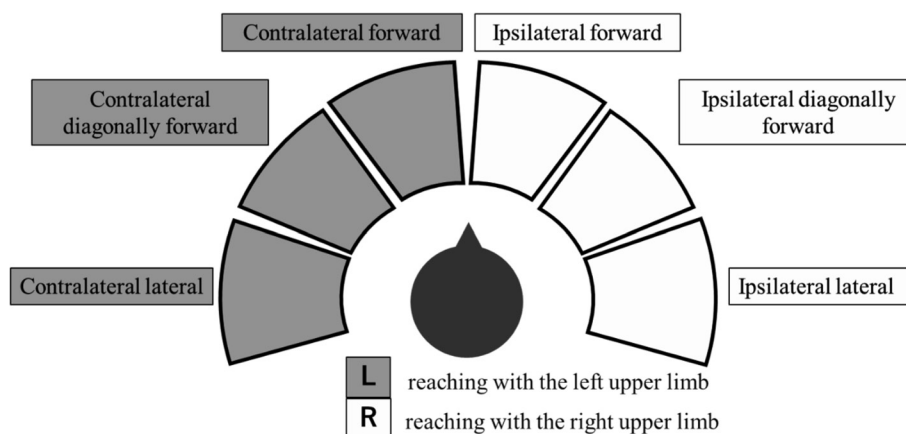 Contralateral forward
Ipsilateral forward
Contralateral
diagonally forward
Ipsilateral diagonally
forward
Contralateral lateral
Ipsilateral lateral
L reaching with the left upper limb
R reaching with the right upper limb